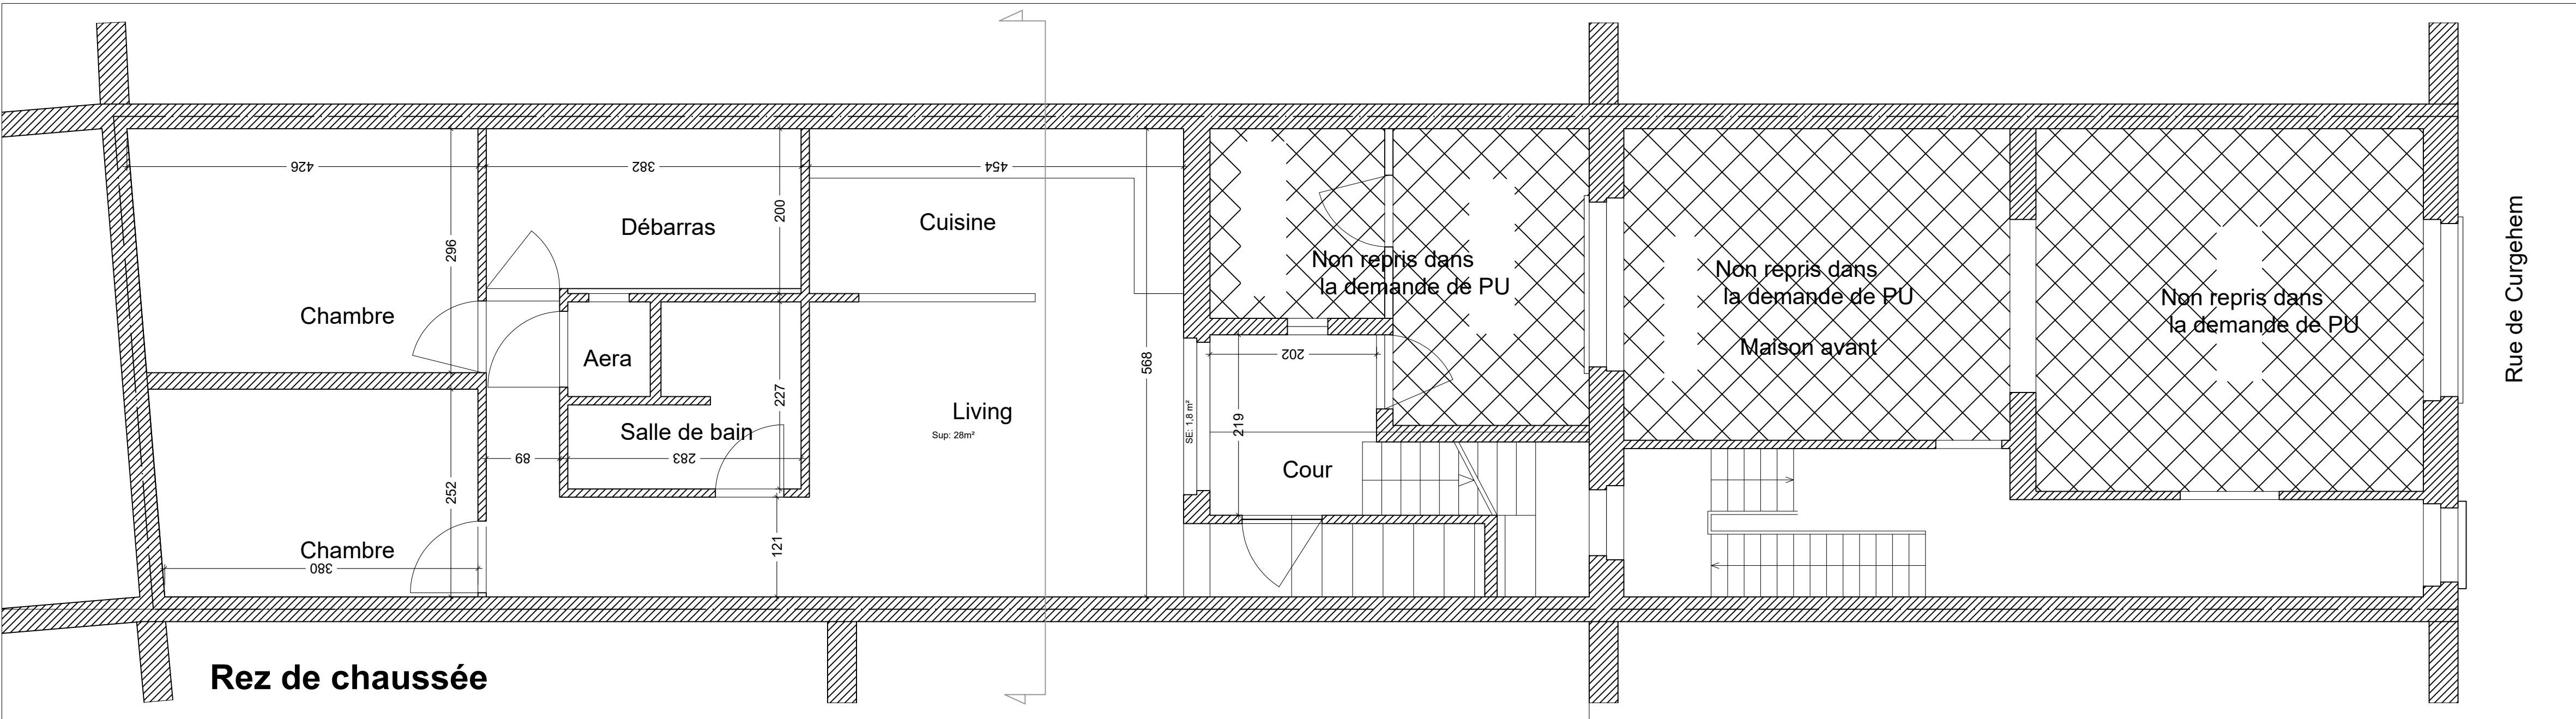 426
382
454
200
Débarras
Cuisine
296
Chambre
Aera
568
202
Non repris dans
la demande de PU
Non repris dans
la demande de PU
Maison avant
Non repris dans
la demande de PU
Rue de Curgehem
227
Living
Sup: 28m²
SE: 1,8 m²
219
Salle de bain
89
283
Cour
252
121
Chambre
380
Rez de chaussée